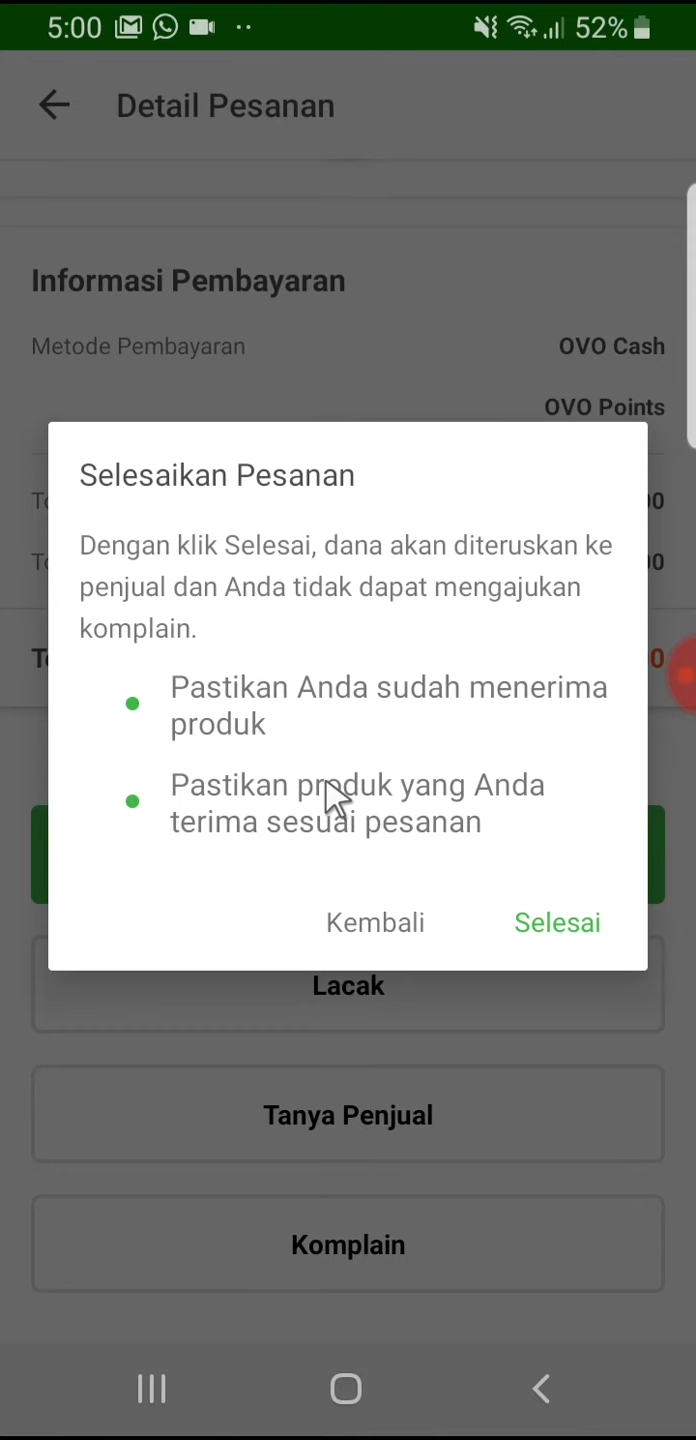 5:00 52%
Detail Pesanan
Informasi Pembayaran
Metode Pembayaran OVO Cash
OVO Points
Selesaikan Pesanan
Dengan klik Selesai, dana akan diteruskan ke
penjual dan Anda tidak dapat mengajukan
komplain.
Pastikan Anda sudah menerima
produk
Pastikan produk yang Anda
terima sesuai pesanan
Kembali Selesai
Lacak
Tanya Penjual
Komplain